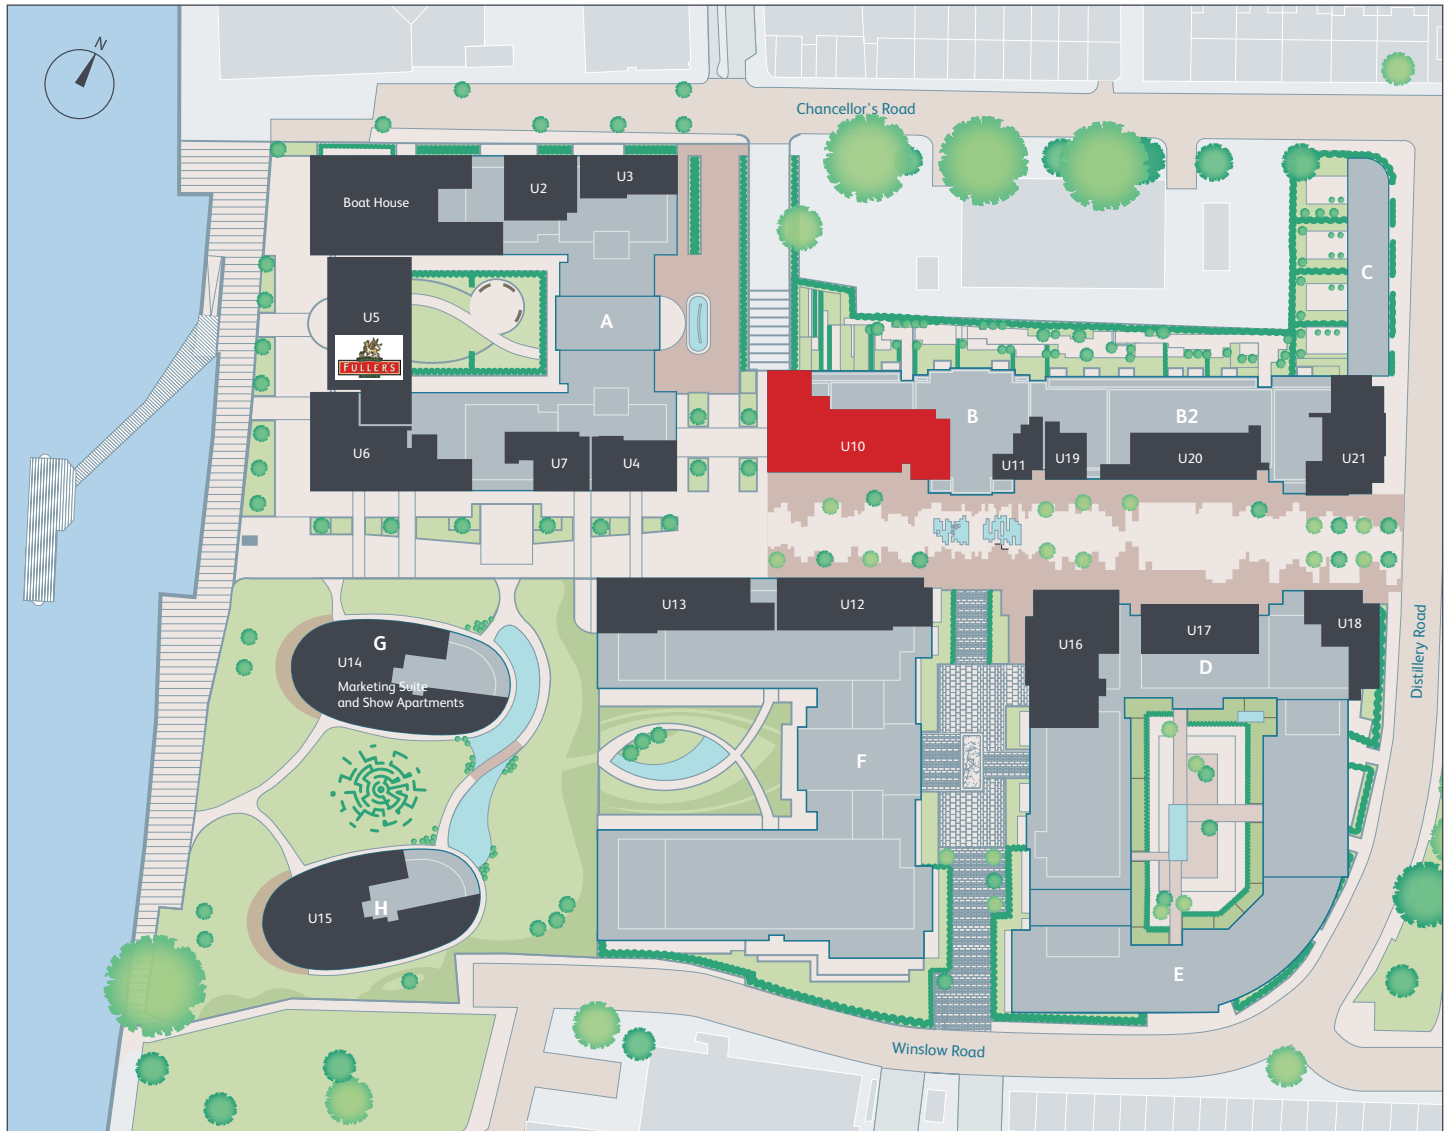 N
Chancellor's Road
U2
U3
Boat House
C
U5
A
FULLER'S
B
B2
U10
U6
U7
U4
U11
U19
U20
U21
U13
U12
U16
U17
U18
D
G
U14
Marketing Suite
and Show Apartments
Distillery Road
F
H
U15
E
Winslow Road